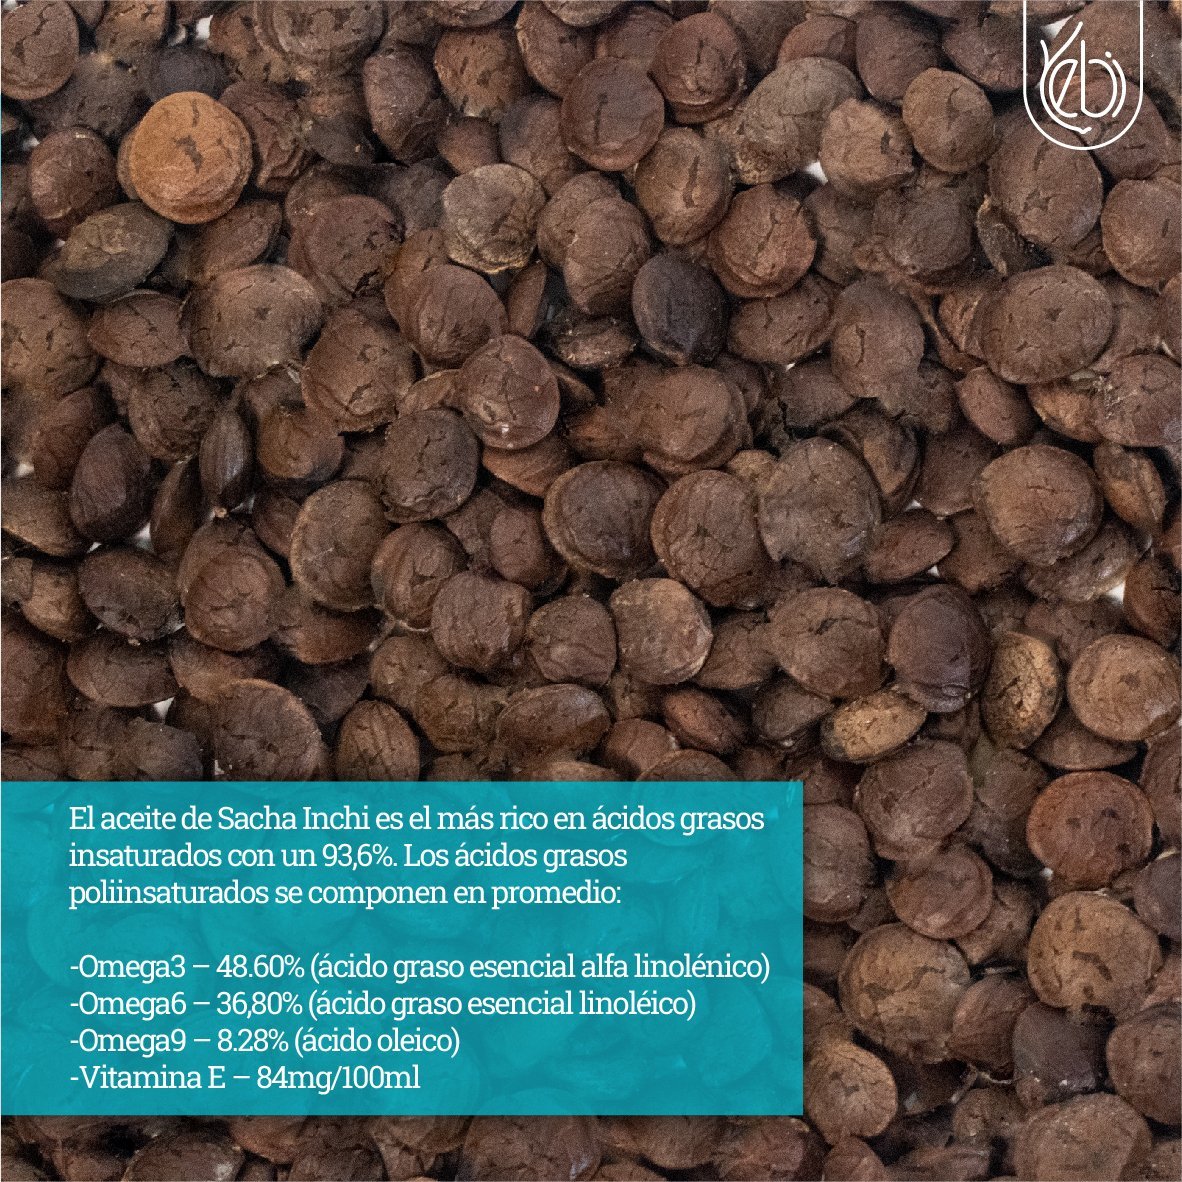 Yebi
El aceite de Sacha Inchi es el más rico en ácidos grasos
insaturados con un 93,6%. Los ácidos grasos
poliinsaturados se componen en promedio:
-Omega3 – 48.60% (ácido graso esencial alfa linolénico)
-Omega6 – 36,80% (ácido graso esencial linoléico)
-Omega9 – 8.28% (ácido oleico)
-Vitamina E – 84mg/100ml